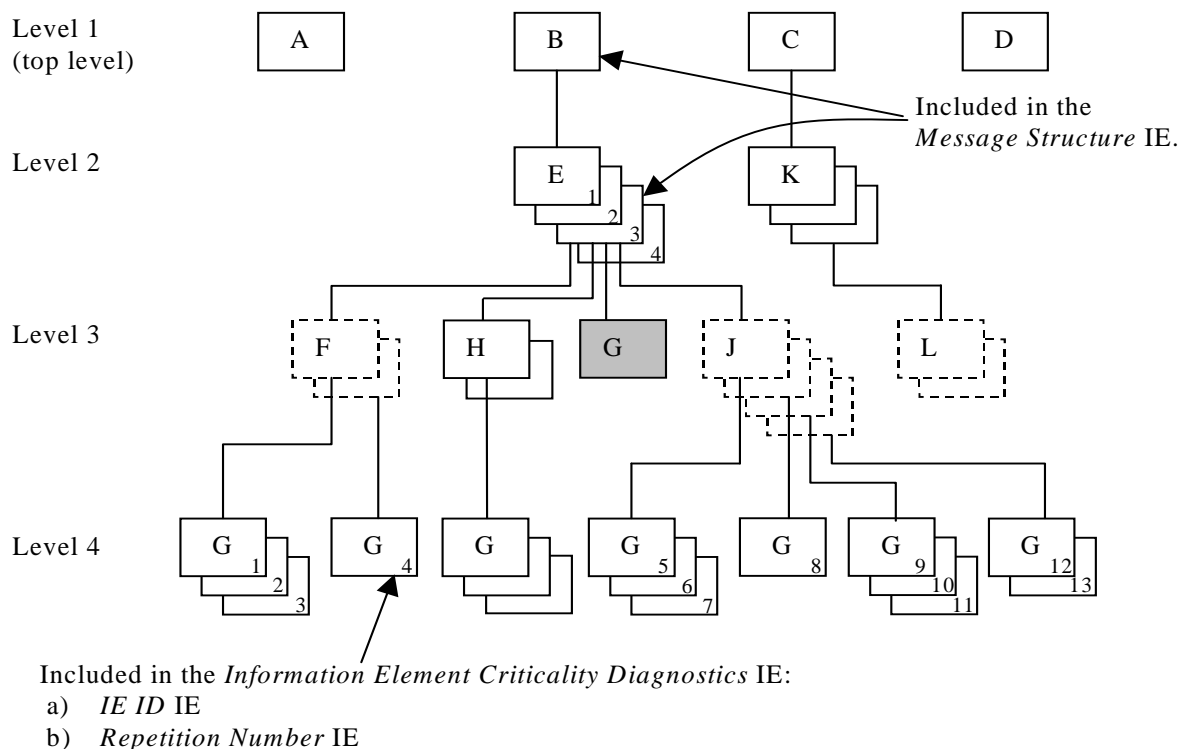 Level 1
(top level)
A
B
C
D
Included in the
Message Structure IE.
Level 2
E
1
2
3
4
K
Level 3
F
H
G
J
L
Level 4
G
1
2
3
G
4
G
G
5
6
7
G
8
G
9
10
11
G
12
13
Included in the Information Element Criticality Diagnostics IE:
a) IE ID IE
b) Repetition Number IE